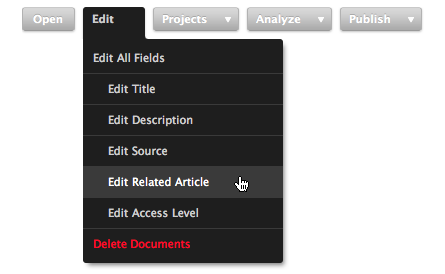 Open Edit Projects Analyze Publish
Edit All Fields
Edit Title
Edit Description
Edit Source
Edit Related Article
Edit Access Level
Delete Documents